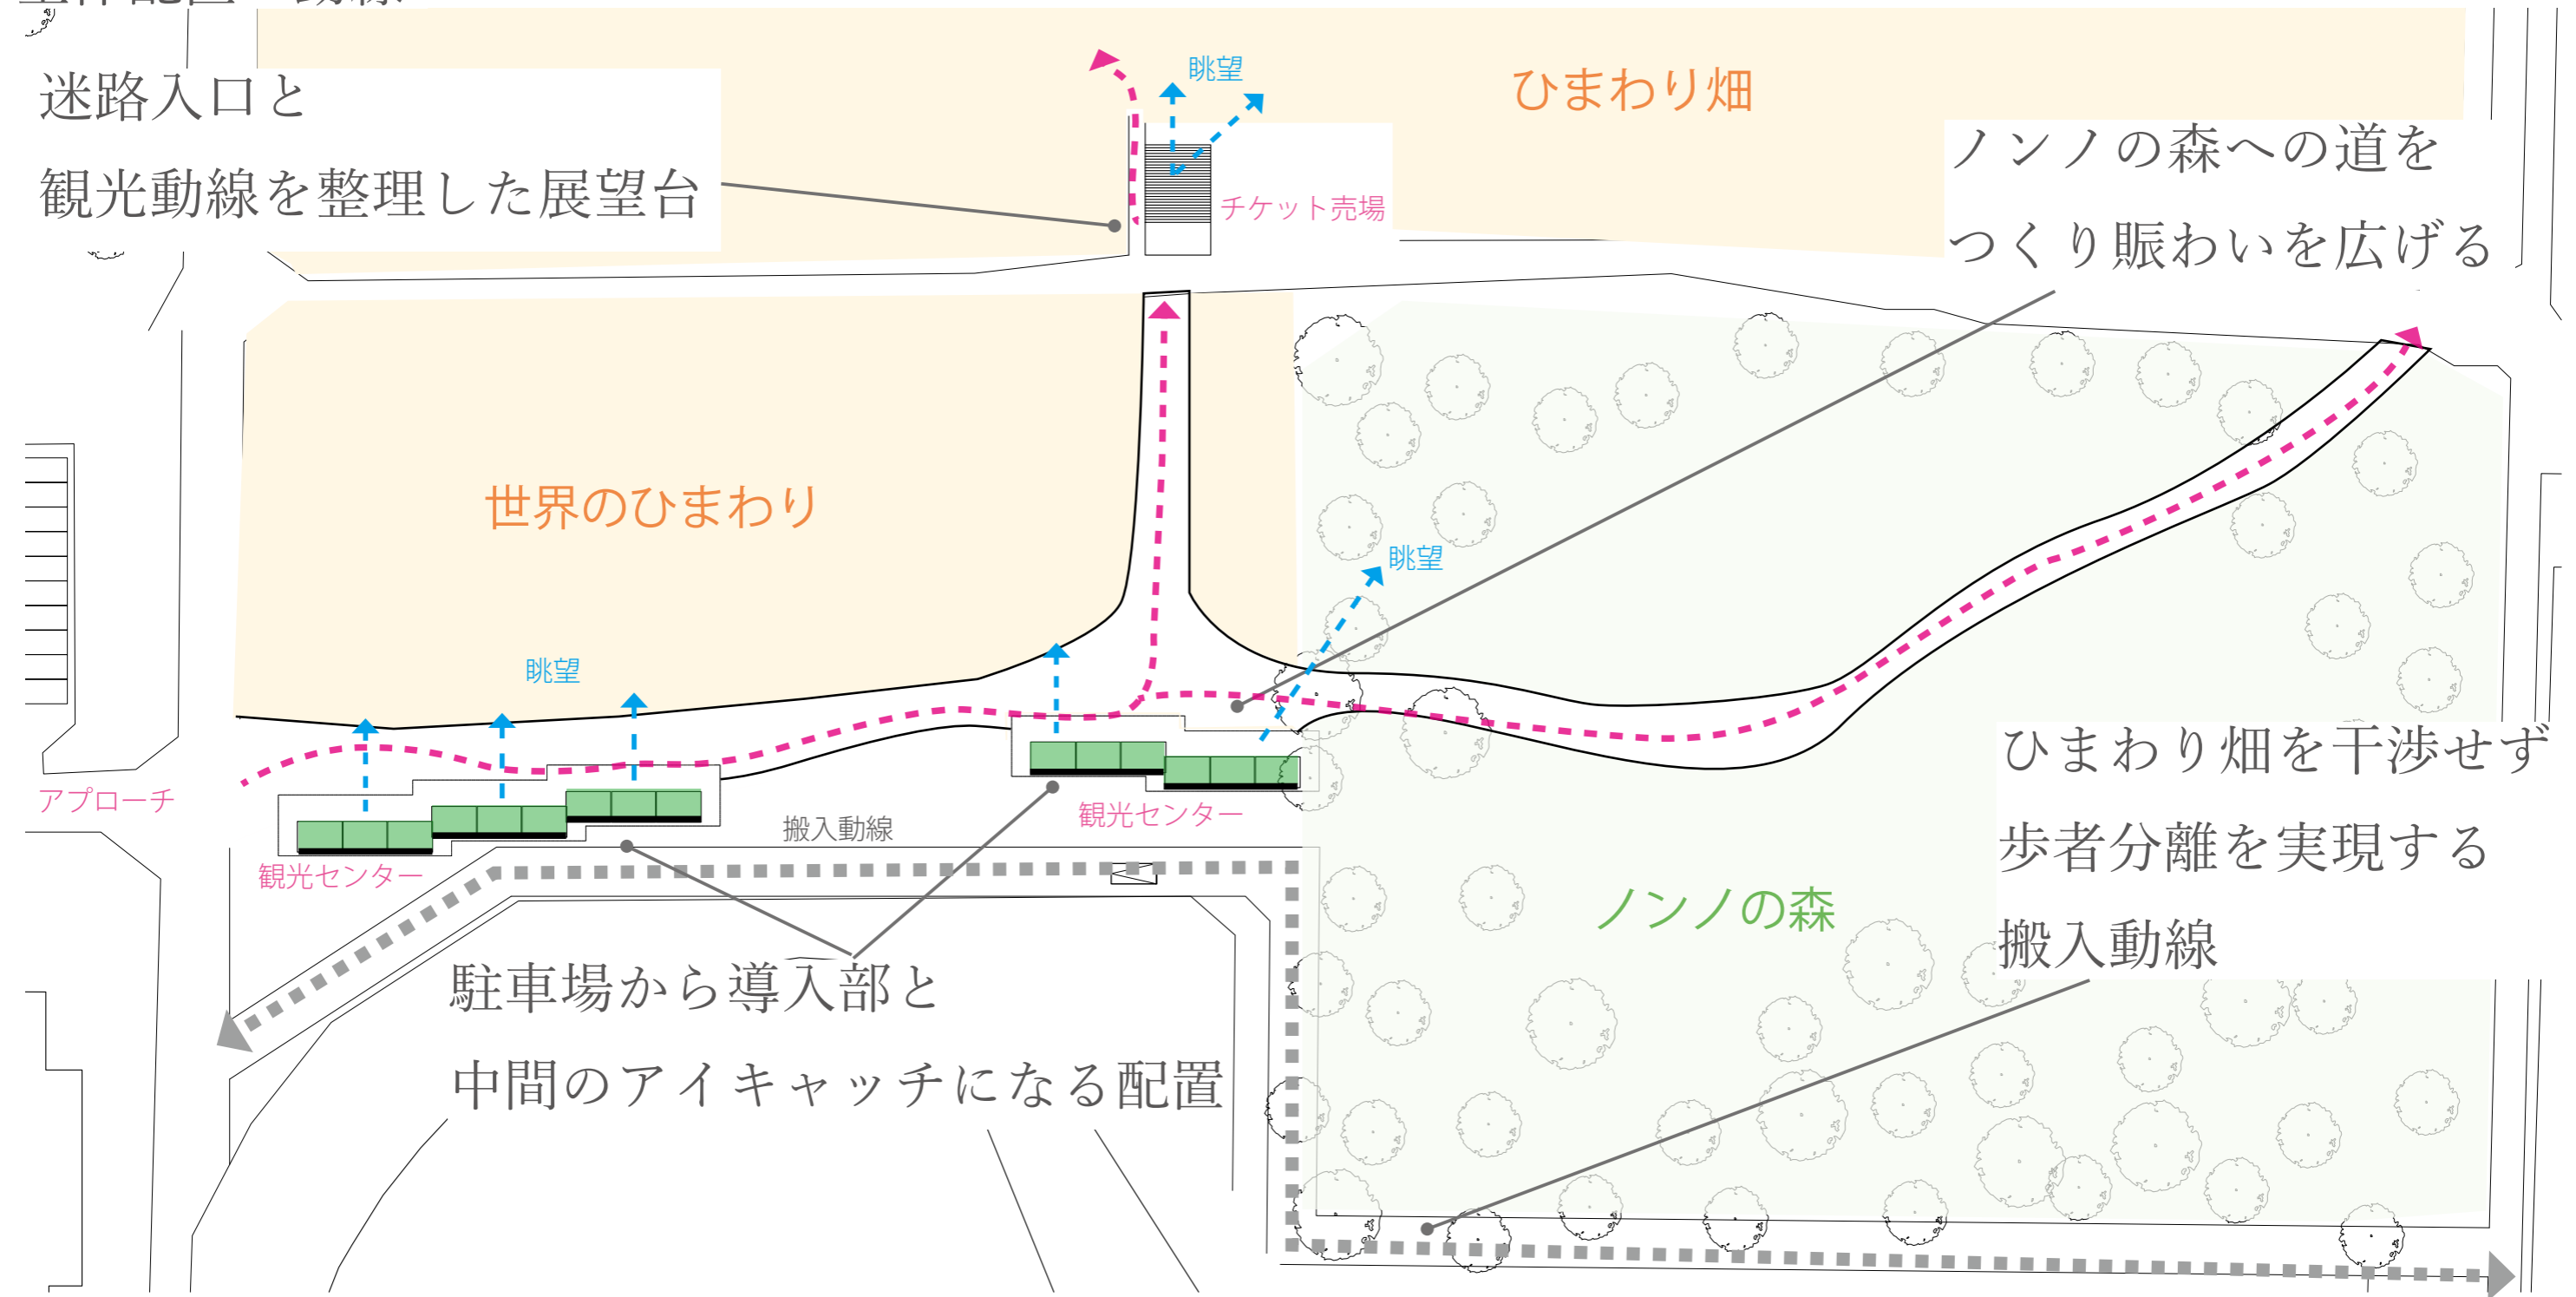 迷路入口と
観光動線を整理した展望台
眺望
ひまわり畑
チケット売場
ノンノの森への道を
つくり賑わいを広げる
世界のひまわり
眺望
眺望
アプローチ
観光センター
搬入動線
観光センター
ひまわり畑を干渉せず
歩者分離を実現する
搬入動線
ノンノの森
駐車場から導入部と
中間のアイキャッチになる配置